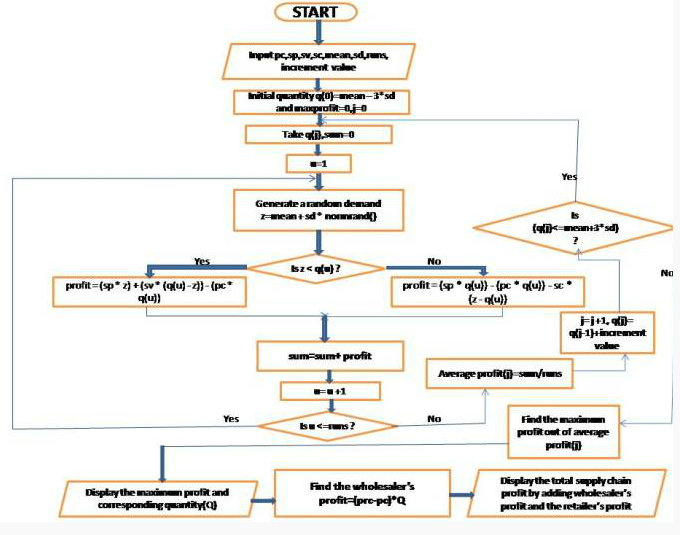 START
Input pc,sp,sv,sc,mean,sd,runs,
increment value
Initial quantity q(0)=mean-3*sd
and maxprofit=0,j=0
Take q(j),sum=0
u=1
Generate a random demand
z=mean + sd * normrand()
Is z < q(u) ?
Yes
No
profit = (sp * z) + (sv * (q(u) - z)) - (pc *
q(u))
profit = (sp * q(u)) - (pc * q(u)) - sc *
(z - q(u))
sum=sum+ profit
u= u +1
Is u <=runs ?
Yes
No
Average profit(j)=sum/runs
j=j+1, q(j)=
q(j-1)+increment
value
Is
(q(j)<=mean+3*sd)
?
Yes
No
Find the maximum
profit out of average
profit(j)
Display the maximum profit and
corresponding quantity(Q)
Find the wholesaler's
profit=(prc-pc)*Q
Display the total supply chain
profit by adding wholesaler's
profit and the retailer's profit